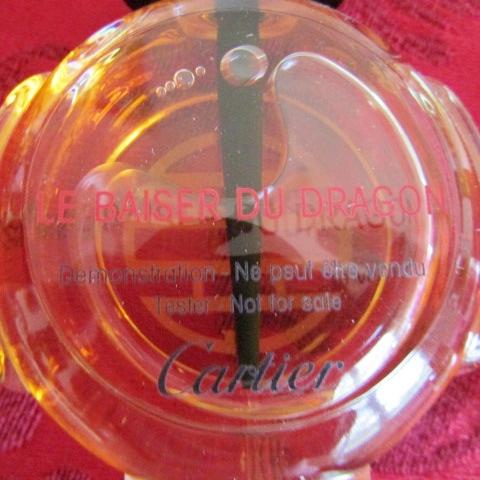 LE BAISER DU DRAGON
Demonstration - Ne peut être vendu
Tester - Not for sale
Cartier